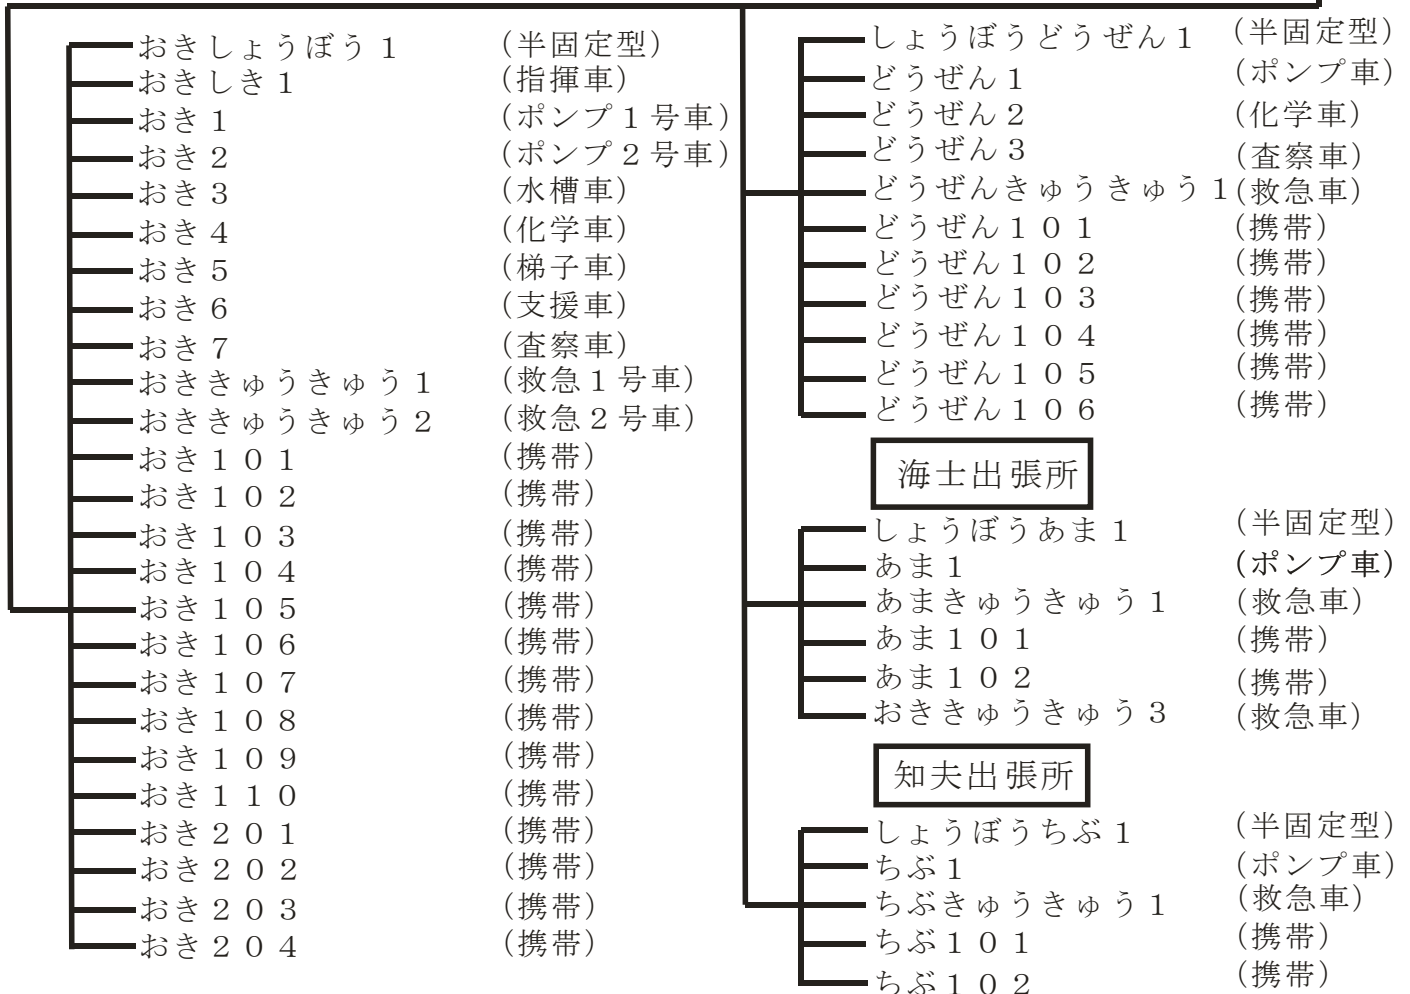 おきしょうぼう１ (半固定型)
おきしき１ (指揮車)
おき１ (ポンプ１号車)
おき２ (ポンプ２号車)
おき３ (水槽車)
おき４ (化学車)
おき５ (梯子車)
おき６ (支援車)
おき７ (査察車)
おききゅうきゅう１ (救急１号車)
おききゅうきゅう２ (救急２号車)
おき１０１ (携帯)
おき１０２ (携帯)
おき１０３ (携帯)
おき１０４ (携帯)
おき１０５ (携帯)
おき１０６ (携帯)
おき１０７ (携帯)
おき１０８ (携帯)
おき１０９ (携帯)
おき１１０ (携帯)
おき２０１ (携帯)
おき２０２ (携帯)
おき２０３ (携帯)
おき２０４ (携帯)
しょうぼうどうぜん１ (半固定型)
どうぜん１ (ポンプ車)
どうぜん２ (化学車)
どうぜん３ (査察車)
どうぜんきゅうきゅう１(救急車)
どうぜん１０１ (携帯)
どうぜん１０２ (携帯)
どうぜん１０３ (携帯)
どうぜん１０４ (携帯)
どうぜん１０５ (携帯)
どうぜん１０６ (携帯)
海士出張所
しょうぼうあま１ (半固定型)
あま１ (ポンプ車)
あまきゅうきゅう１ (救急車)
あま１０１ (携帯)
あま１０２ (携帯)
おききゅうきゅう３ (救急車)
知夫出張所
しょうぼうちぶ１ (半固定型)
ちぶ１ (ポンプ車)
ちぶきゅうきゅう１ (救急車)
ちぶ１０１ (携帯)
ちぶ１０２ (携帯)